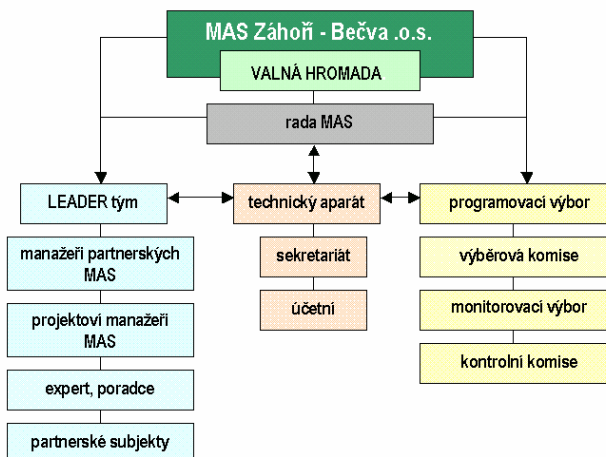 MAS Záhoří - Bečva .o.s.
VALNÁ HROMADA
rada MAS
LEADER tým
technický aparát
programovací výbor
manažeři partnerských
MAS
sekretariát
výběrová komise
projektoví manažeři
MAS
účetní
monitorovací výbor
expert, poradce
kontrolní komise
partnerské subjekty